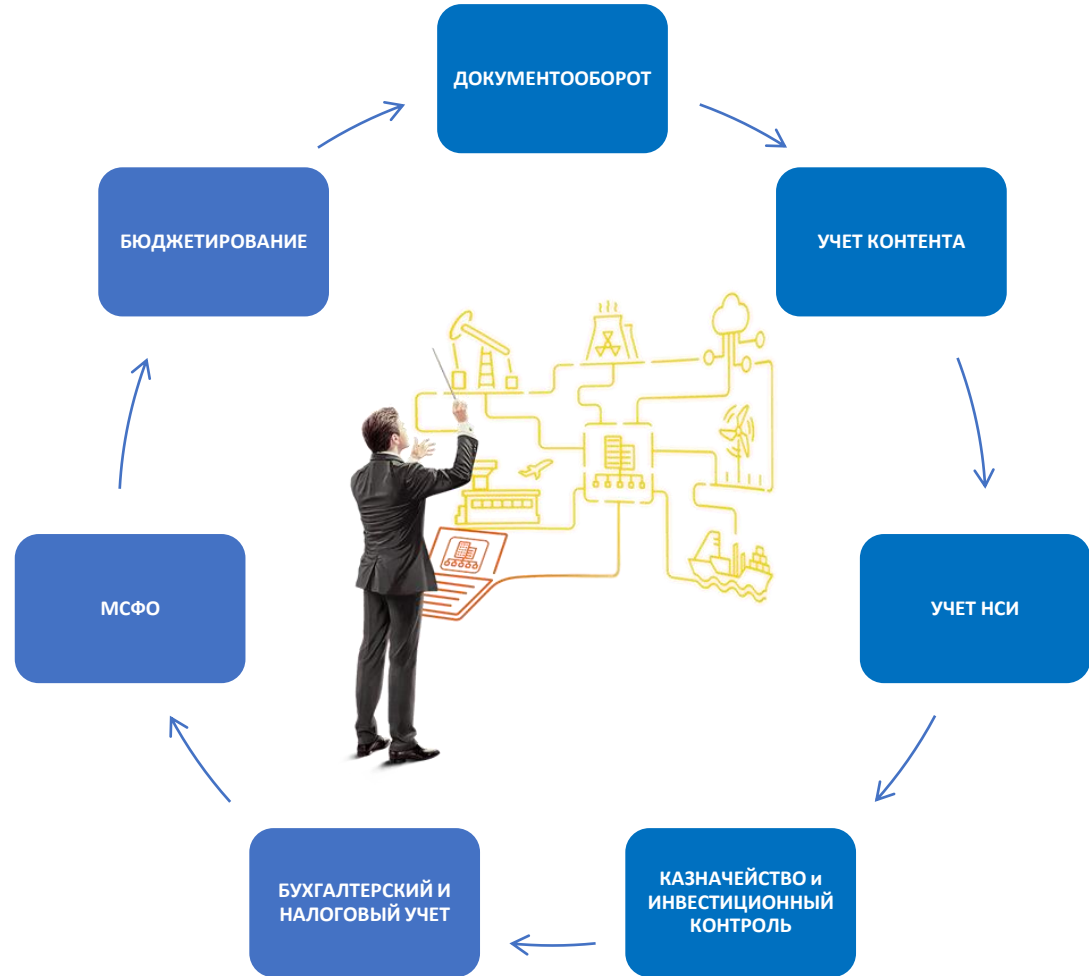 ДОКУМЕНТООБОРОТ
УЧЕТ КОНТЕНТА
УЧЕТ НСИ
КАЗНАЧЕЙСТВО и
ИНВЕСТИЦИОННЫЙ
КОНТРОЛЬ
БУХГАЛТЕРСКИЙ И
НАЛОГОВЫЙ УЧЕТ
МСФО
БЮДЖЕТИРОВАНИЕ